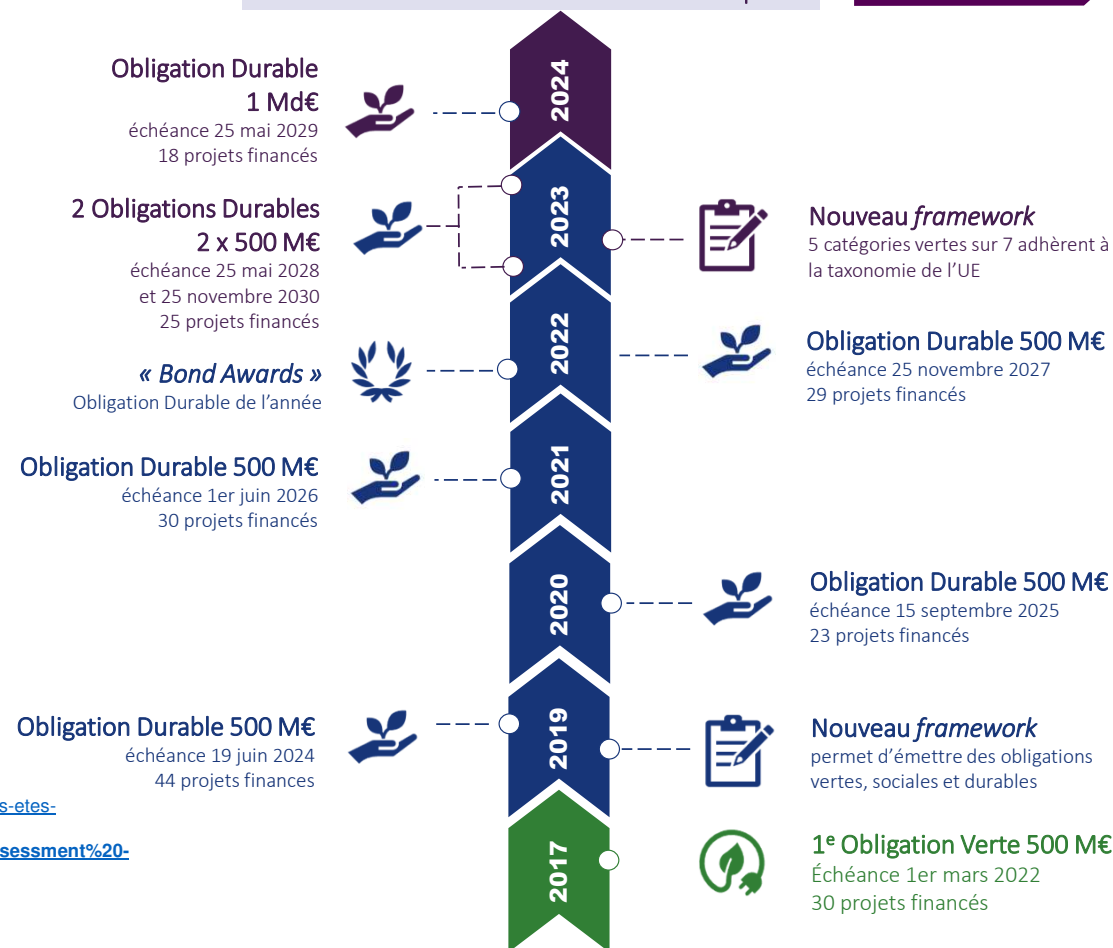 2024
Obligation Durable
1 Md€
échéance 25 mai 2029
18 projets financés
2023
2 Obligations Durables
2 x 500 M€
échéance 25 mai 2028
et 25 novembre 2030
25 projets financés
Nouveau framework
5 catégories vertes sur 7 adhèrent à
la taxonomie de l’UE
2022
« Bond Awards »
Obligation Durable de l’année
Obligation Durable 500 M€
échéance 25 novembre 2027
29 projets financés
2021
Obligation Durable 500 M€
échéance 1er juin 2026
30 projets financés
2020
Obligation Durable 500 M€
échéance 15 septembre 2025
23 projets financés
2019
Obligation Durable 500 M€
échéance 19 juin 2024
44 projets finances
Nouveau framework
permet d’émettre des obligations
vertes, sociales et durables
s-etes-
sessment%20-
2017
1e Obligation Verte 500 M€
Échéance 1er mars 2022
30 projets financés